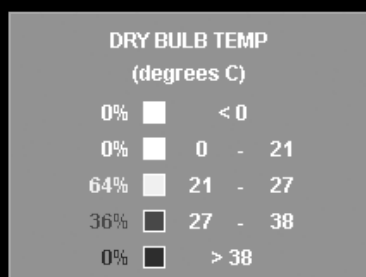 DRY BULB TEMP
(degrees C)
0% < 0
0% 0 - 21
64% 21 - 27
36% 27 - 38
0% > 38